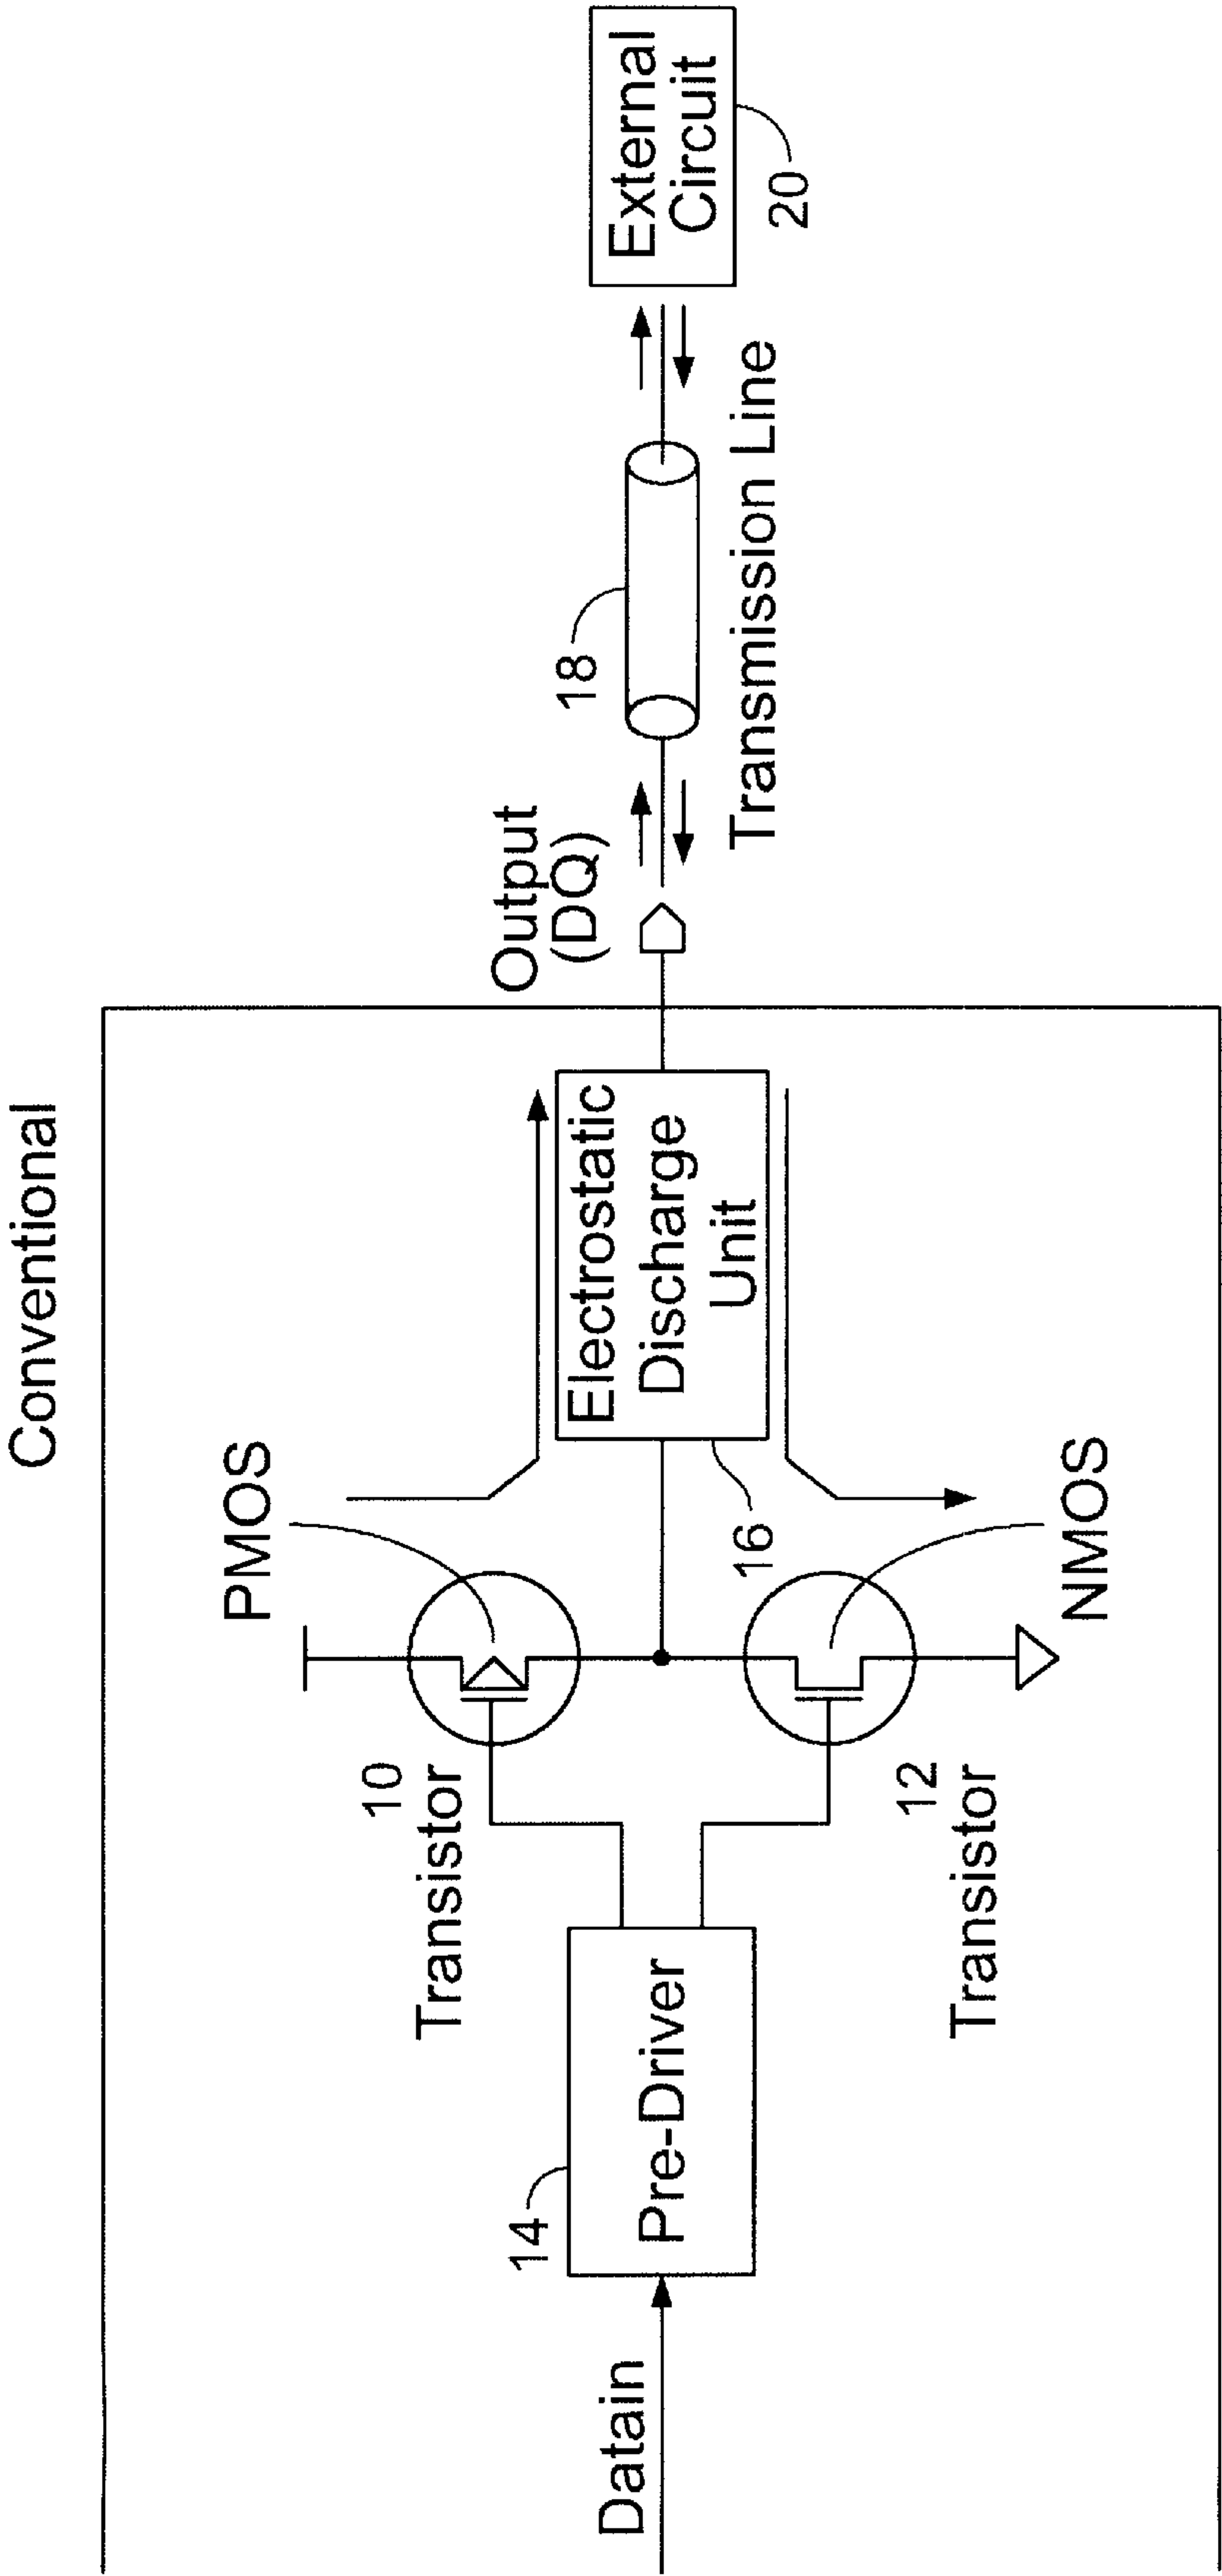 Conventional
Datain
14
Pre-Driver
10
Transistor
PMOS
12
Transistor
NMOS
16
Electrostatic
Discharge
Unit
Output
(DQ)
18
Transmission Line
External
Circuit
20